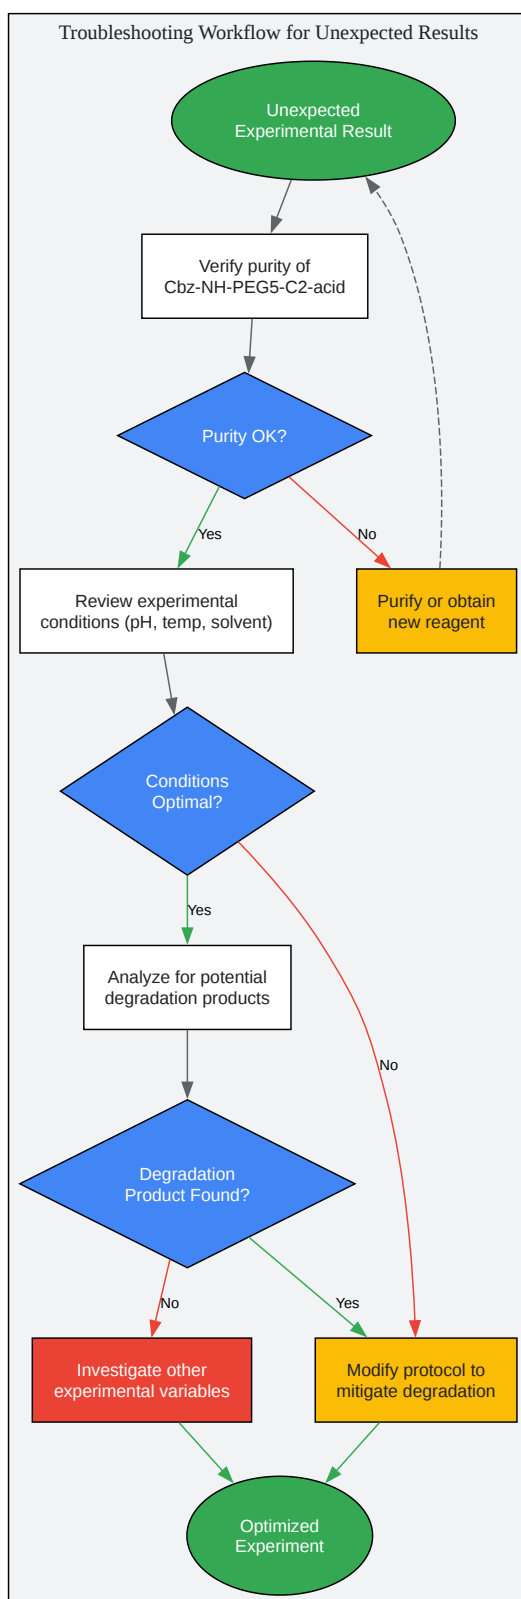 Troubleshooting Workflow for Unexpected Results
Unexpected
Experimental Result
Verify purity of
Cbz-NH-PEG5-C2-acid
Purity OK?
Yes
No
Review experimental
conditions (pH, temp, solvent)
Purify or obtain
new reagent
Conditions
Optimal?
Yes
Analyze for potential
degradation products
No
Degradation
Product Found?
No
Yes
Investigate other
experimental variables
Modify protocol to
mitigate degradation
Optimized
Experiment